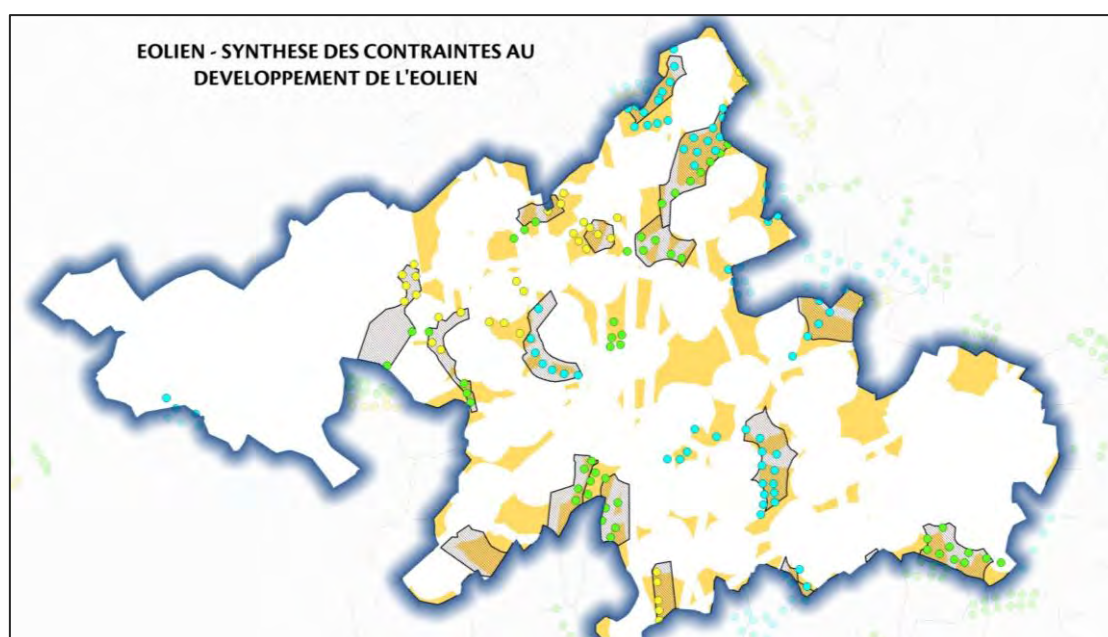 EOLIEN - SYNTHESE DES CONTRAINTES AU
DEVELOPPEMENT DE L'EOLIEN